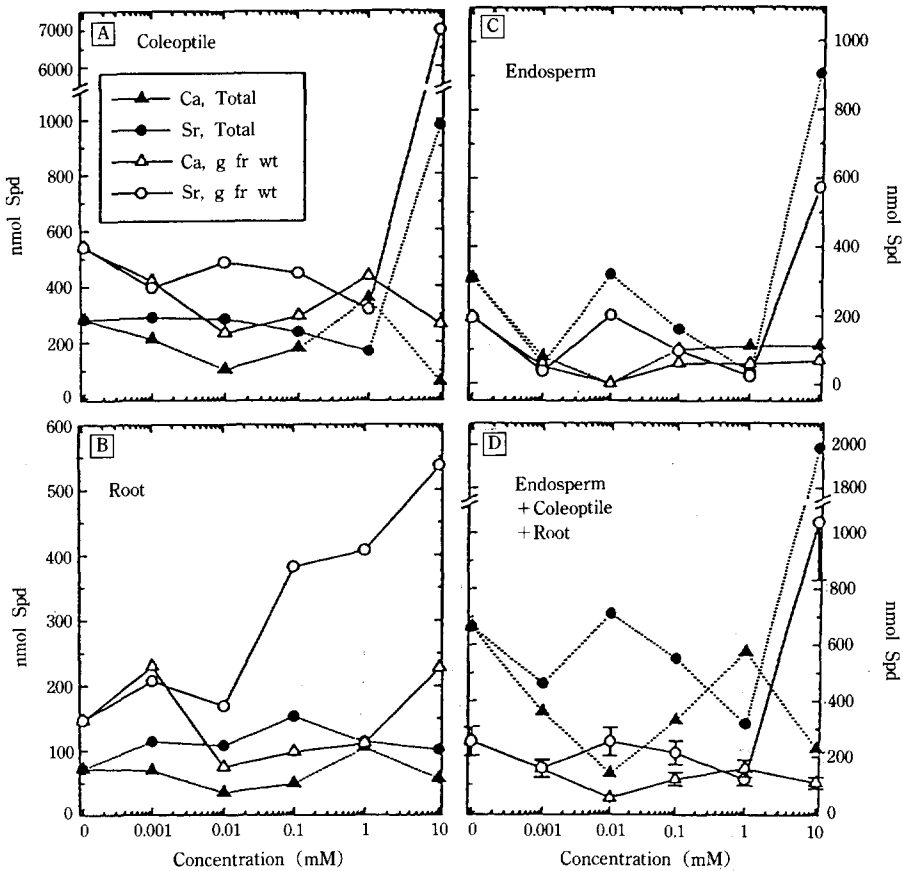 A
Coleoptile
Ca, Total
Sr, Total
Ca, g fr wt
Sr, g fr wt
7000
6000
1000
800
600
400
200
0
nmol Spd
C
Endosperm
1000
800
600
400
200
0
nmol Spd
B
Root
600
500
400
300
200
100
0
nmol Spd
0 0.001 0.01 0.1 1 10
Concentration (mM)
D
Endosperm
+Coleoptile
+Root
2000
1800
1000
800
600
400
200
0
nmol Spd
0 0.001 0.01 0.1 1 10
Concentration (mM)